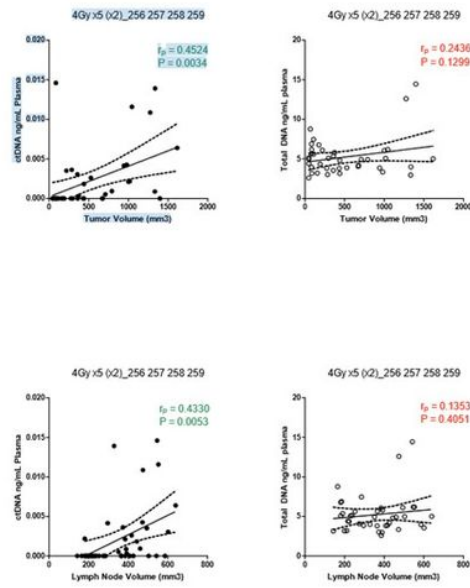 4Gy x5 (x2)_256 257 258 259
rp = 0.4524
P = 0.0034
0.020
0.015
0.010
0.005
0.000
ctDNA ng/mL Plasma
0 500 1000 1500 2000
Tumor Volume (mm3)
4Gy x5 (x2)_256 257 258 259
rp = 0.2436
P = 0.1299
20
15
10
5
0
Total DNA ng/mL Plasma
0 500 1000 1500 2000
Tumor Volume (mm3)
4Gy x5 (x2)_256 257 258 259
rp = 0.4330
P = 0.0053
0.020
0.015
0.010
0.005
0.000
ctDNA ng/mL Plasma
0 200 400 600 800
Lymph Node Volume (mm3)
4Gy x5 (x2)_256 257 258 259
rp = 0.1353
P = 0.4051
20
15
10
5
0
Total DNA ng/mL Plasma
0 200 400 600 800
Lymph Node Volume (mm3)